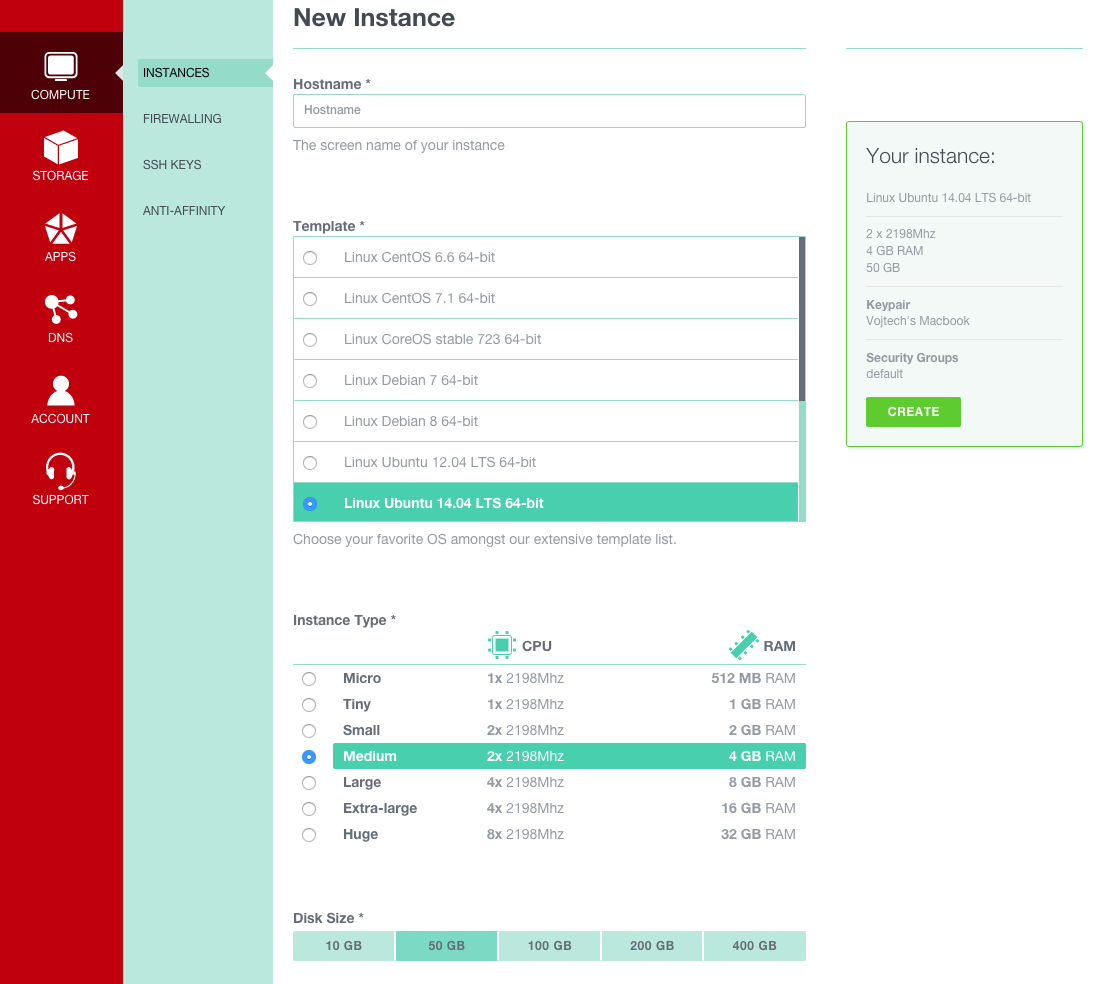 COMPUTE
STORAGE
APPS
DNS
ACCOUNT
SUPPORT
INSTANCES
FIREWALLING
SSH KEYS
ANTI-AFFINITY
New Instance
Hostname *
Hostname
The screen name of your instance
Template *
Linux CentOS 6.6 64-bit
Linux CentOS 7.1 64-bit
Linux CoreOS stable 723 64-bit
Linux Debian 7 64-bit
Linux Debian 8 64-bit
Linux Ubuntu 12.04 LTS 64-bit
Linux Ubuntu 14.04 LTS 64-bit
Choose your favorite OS amongst our extensive template list.
Instance Type *
CPU RAM
Micro 1x 2198Mhz 512 MB RAM
Tiny 1x 2198Mhz 1 GB RAM
Small 2x 2198Mhz 2 GB RAM
Medium 2x 2198Mhz 4 GB RAM
Large 4x 2198Mhz 8 GB RAM
Extra-large 4x 2198Mhz 16 GB RAM
Huge 8x 2198Mhz 32 GB RAM
Disk Size *
10 GB 50 GB 100 GB 200 GB 400 GB
Your instance:
Linux Ubuntu 14.04 LTS 64-bit
2 x 2198Mhz
4 GB RAM
50 GB
Keypair
Vojtech's Macbook
Security Groups
default
CREATE